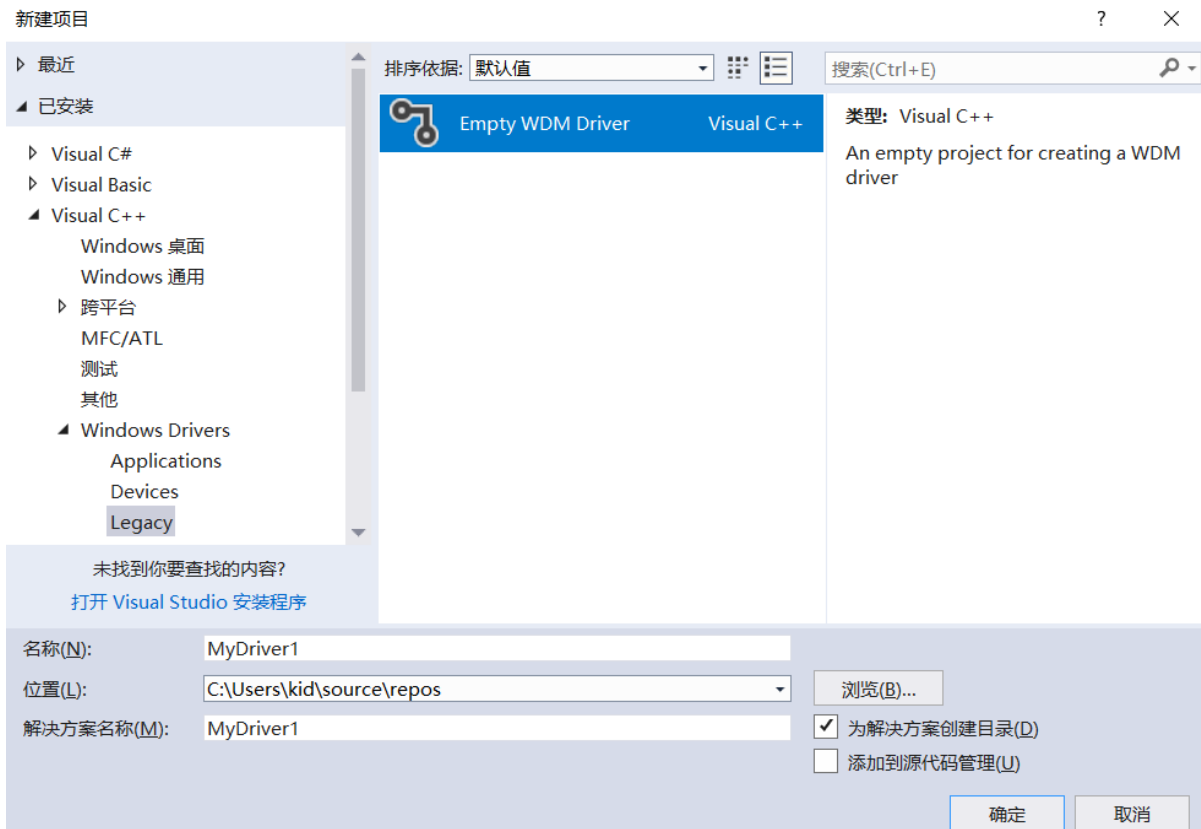 新建项目
?
最近
已安装
Visual C#
Visual Basic
Visual C++
Windows 桌面
Windows 通用
跨平台
MFC/ATL
测试
其他
Windows Drivers
Applications
Devices
Legacy
未找到你要查找的内容?
打开 Visual Studio 安装程序
排序依据: 默认值
Empty WDM Driver Visual C++
搜索(Ctrl+E)
类型: Visual C++
An empty project for creating a WDM
driver
名称(N): MyDriver1
位置(L): C:\Users\kid\source\repos 浏览(B)...
解决方案名称(M): MyDriver1
为解决方案创建目录(D)
添加到源代码管理(U)
确定 取消